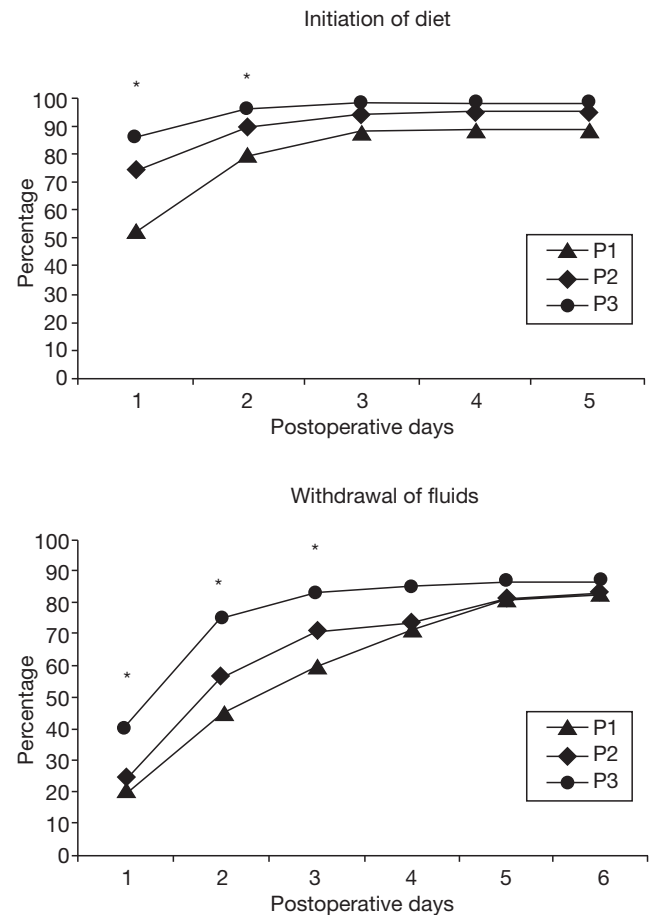 Initiation of diet
* *
100
90
80
70
60
50
40
30
20
10
0
Percentage
P1
P2
P3
1 2 3 4 5
Postoperative days
Withdrawal of fluids
* * *
100
90
80
70
60
50
40
30
20
10
0
Percentage
P1
P2
P3
1 2 3 4 5 6
Postoperative days